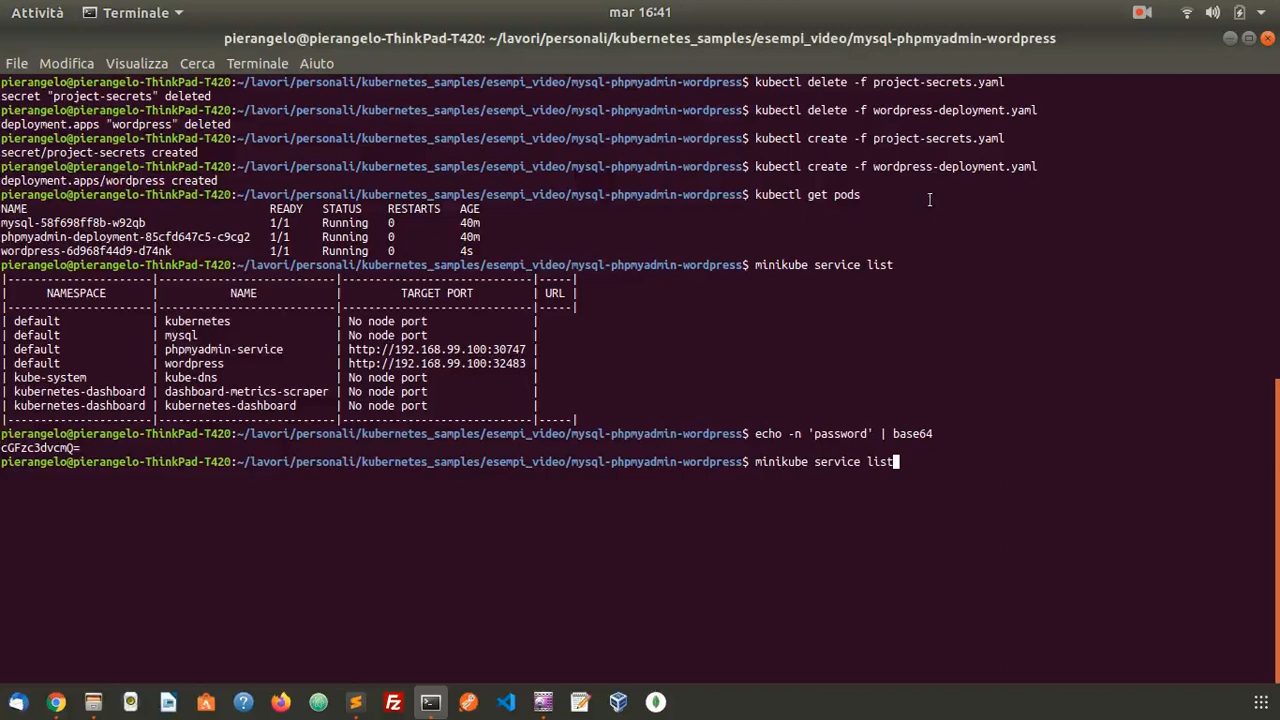 Attività Terminale mar 16:41
pierangelo@pierangelo-ThinkPad-T420: ~/lavori/personali/kubernetes_samples/esempi_video/mysql-phpmyadmin-wordpress
File Modifica Visualizza Cerca Terminale Aiuto
pierangelo@pierangelo-ThinkPad-T420:~/lavori/personali/kubernetes_samples/esempi_video/mysql-phpmyadmin-wordpress$ kubectl delete -f project-secrets.yaml
secret "project-secrets" deleted
pierangelo@pierangelo-ThinkPad-T420:~/lavori/personali/kubernetes_samples/esempi_video/mysql-phpmyadmin-wordpress$ kubectl delete -f wordpress-deployment.yaml
deployment.apps "wordpress" deleted
pierangelo@pierangelo-ThinkPad-T420:~/lavori/personali/kubernetes_samples/esempi_video/mysql-phpmyadmin-wordpress$ kubectl create -f project-secrets.yaml
secret/project-secrets created
pierangelo@pierangelo-ThinkPad-T420:~/lavori/personali/kubernetes_samples/esempi_video/mysql-phpmyadmin-wordpress$ kubectl create -f wordpress-deployment.yaml
deployment.apps/wordpress created
pierangelo@pierangelo-ThinkPad-T420:~/lavori/personali/kubernetes_samples/esempi_video/mysql-phpmyadmin-wordpress$ kubectl get pods
NAME READY STATUS RESTARTS AGE
mysql-58f698ff8b-w92qb 1/1 Running 0 40m
phpmyadmin-deployment-85cfd647c5-c9cg2 1/1 Running 0 40m
wordpress-6d968f44d9-d74nk 1/1 Running 0 4s
pierangelo@pierangelo-ThinkPad-T420:~/lavori/personali/kubernetes_samples/esempi_video/mysql-phpmyadmin-wordpress$ minikube service list
|----------------------|---------------------------|-----------------------------|-----|
| NAMESPACE | NAME | TARGET PORT | URL |
|----------------------|---------------------------|-----------------------------|-----|
| default | kubernetes | No node port |
| default | mysql | No node port |
| default | phpmyadmin-service | http://192.168.99.100:30747 |
| default | wordpress | http://192.168.99.100:32483 |
| kube-system | kube-dns | No node port |
| kubernetes-dashboard | dashboard-metrics-scraper | No node port |
| kubernetes-dashboard | kubernetes-dashboard | No node port |
|----------------------|---------------------------|-----------------------------|-----|
pierangelo@pierangelo-ThinkPad-T420:~/lavori/personali/kubernetes_samples/esempi_video/mysql-phpmyadmin-wordpress$ echo -n 'password' | base64
cGFzc3dvcmQ=
pierangelo@pierangelo-ThinkPad-T420:~/lavori/personali/kubernetes_samples/esempi_video/mysql-phpmyadmin-wordpress$ minikube service list